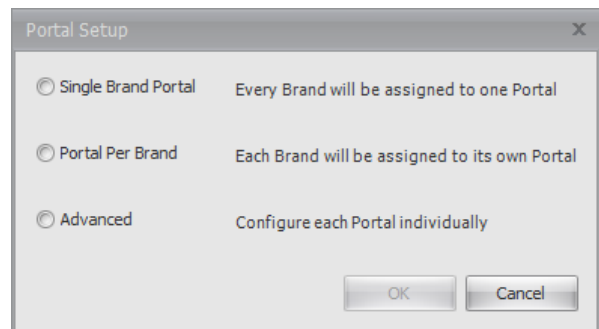 Portal Setup
Single Brand Portal Every Brand will be assigned to one Portal
Portal Per Brand Each Brand will be assigned to its own Portal
Advanced Configure each Portal individually
OK Cancel